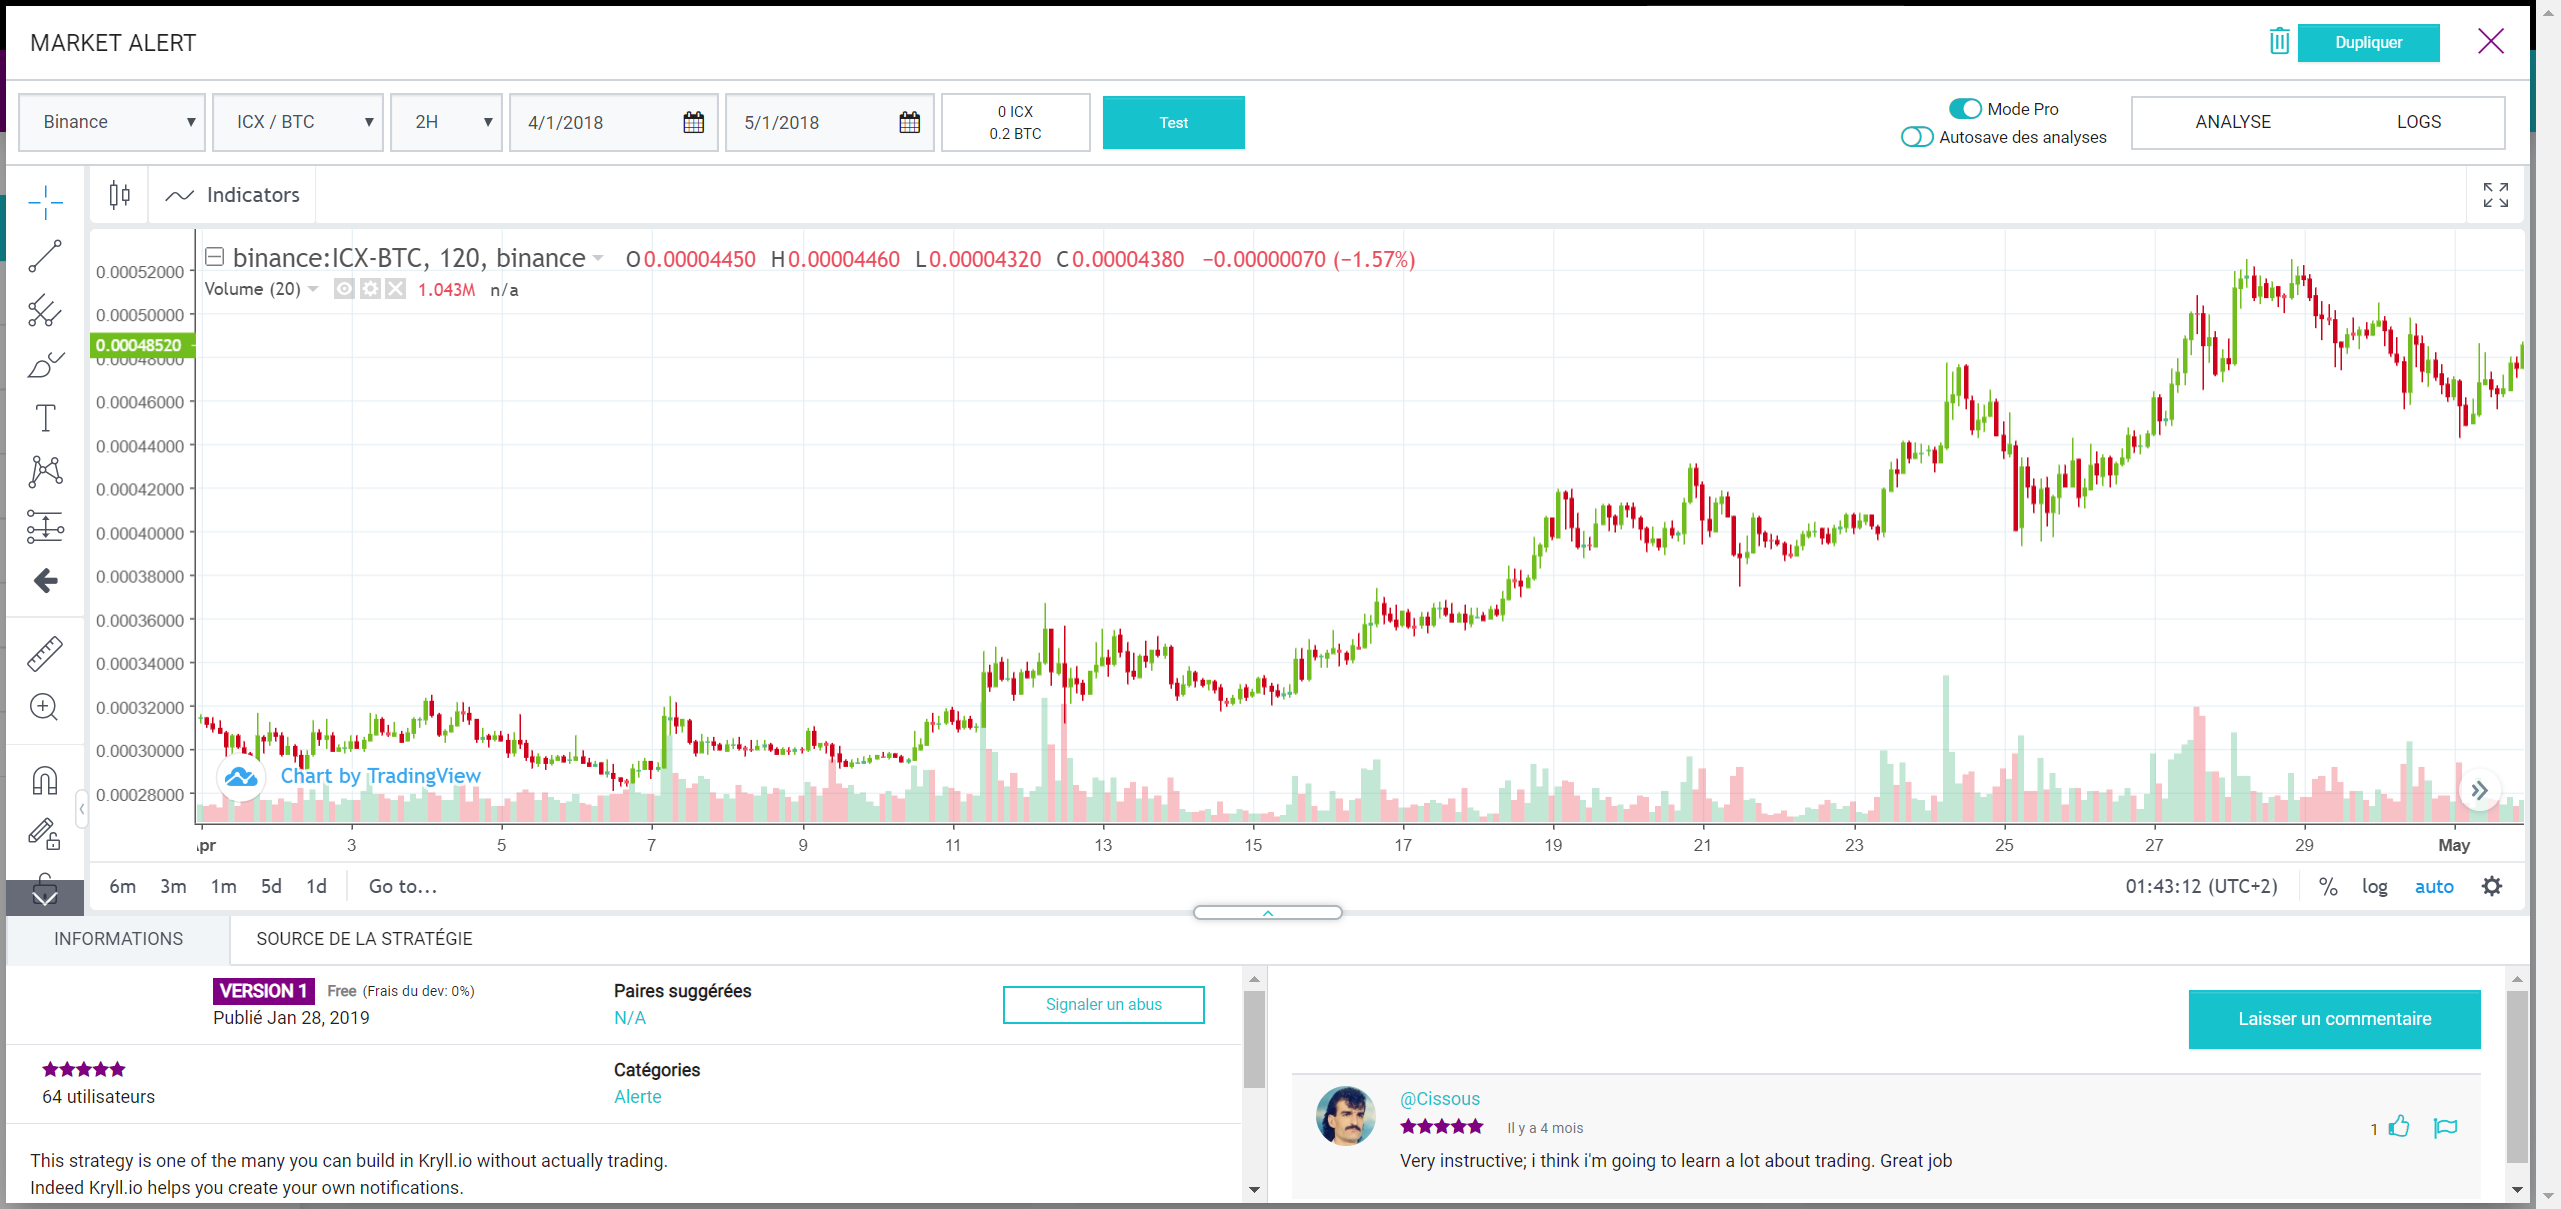 MARKET ALERT
Dupliquer
Binance
ICX / BTC
2H
4/1/2018
5/1/2018
0 ICX
0.2 BTC
Test
Mode Pro
Autosave des analyses
ANALYSE
LOGS
Indicators
binance:ICX-BTC, 120, binance O0.00004450 H0.00004460 L0.00004320 C0.00004380 −0.00000070 (−1.57%)
Volume (20) 1.043M n/a
0.00052000
0.00050000
0.00048520
0.00048000
0.00046000
0.00044000
0.00042000
0.00040000
0.00038000
0.00036000
0.00034000
0.00032000
0.00030000
0.00028000
Chart by TradingView
pr 3 5 7 9 11 13 15 17 19 21 23 25 27 29 May
6m 3m 1m 5d 1d Go to...
01:43:12 (UTC+2) % log auto
INFORMATIONS
SOURCE DE LA STRATÉGIE
VERSION 1 Free (Frais du dev: 0%)
Publié Jan 28, 2019
Paires suggérées
N/A
Signaler un abus
64 utilisateurs
Catégories
Alerte
This strategy is one of the many you can build in Kryll.io without actually trading.
Indeed Kryll.io helps you create your own notifications.
Laisser un commentaire
@Cissous
Il y a 4 mois
1
Very instructive; i think i'm going to learn a lot about trading. Great job